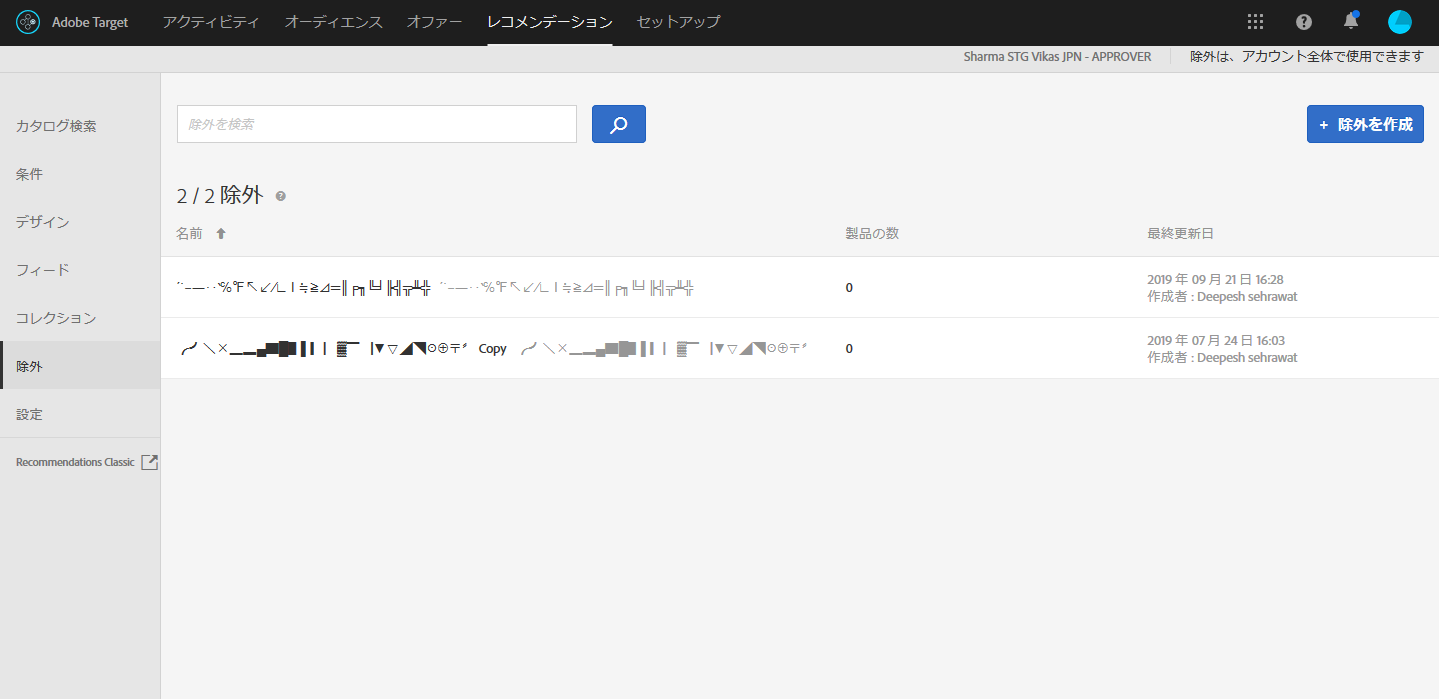 Adobe Target アクティビティ オーディエンス オファー レコメンデーション セットアップ
Sharma STG Vikas JPN - APPROVER 除外は、アカウント全体で使用できます
カタログ検索
条件
デザイン
フィード
コレクション
除外
設定
Recommendations Classic
除外を検索
+ 除外を作成
2 / 2 除外
名前 製品の数 最終更新日
0 2019 年 09 月 21 日 16:28
作成者 : Deepesh sehrawat
Copy 0 2019 年 07 月 24 日 16:03
作成者 : Deepesh sehrawat